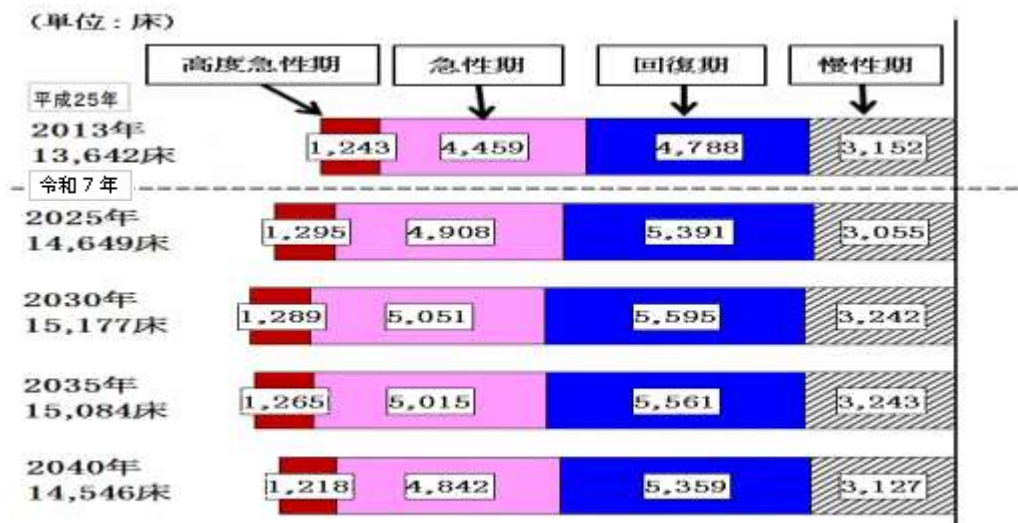 (単位:床)
高度急性期 急性期 回復期 慢性期
平成25年
2013年
13,642床
1,243 4,459 4,788 3,152
令和7年
2025年
14,649床
1,295 4,908 5,391 3,055
2030年
15,177床
1,289 5,051 5,595 3,242
2035年
15,084床
1,265 5,015 5,561 3,243
2040年
14,546床
1,218 4,842 5,359 3,127